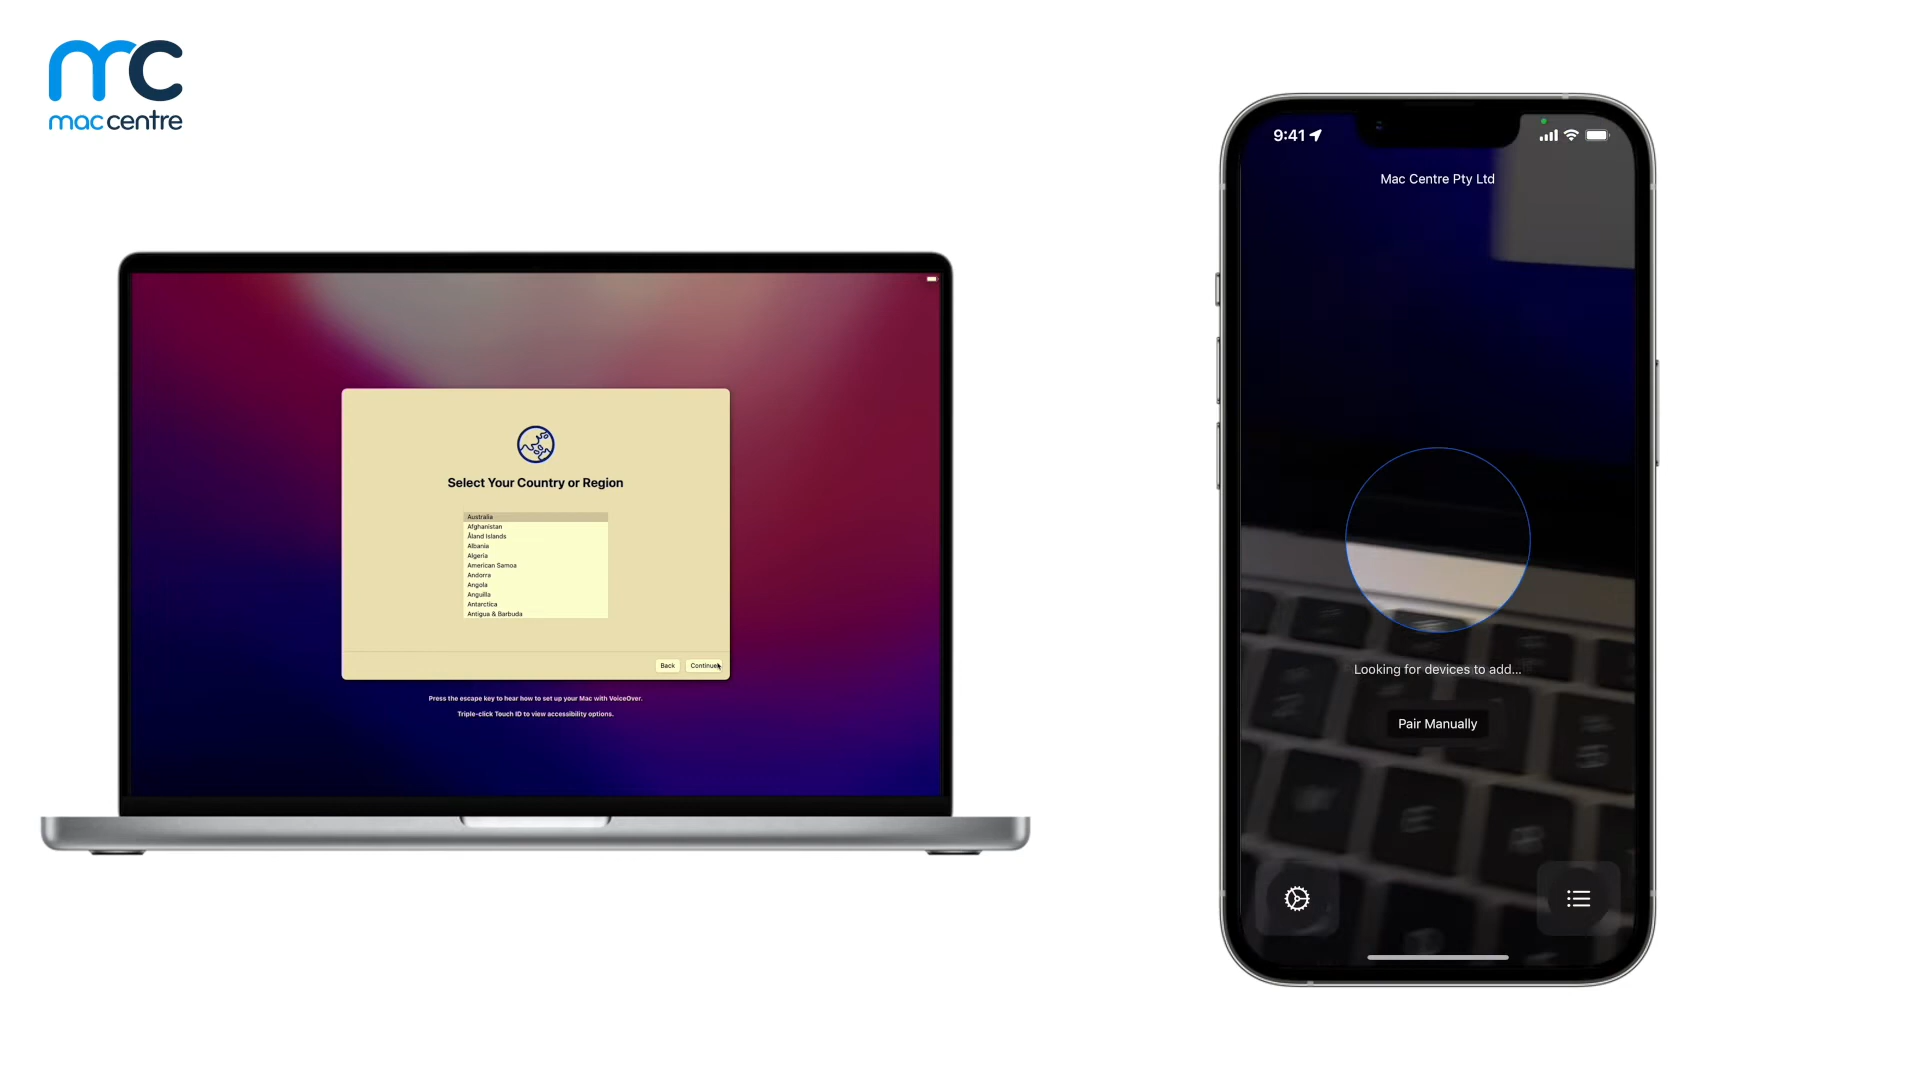 mc
mac centre
Select Your Country or Region
Australia
Afghanistan
Åland Islands
Albania
Algeria
American Samoa
Andorra
Angola
Anguilla
Antarctica
Antigua & Barbuda
Back
Continue
Press the escape key to hear how to set up your Mac with VoiceOver.
Triple-click Touch ID to view accessibility options.
9:41
Mac Centre Pty Ltd
Looking for devices to add...
Pair Manually